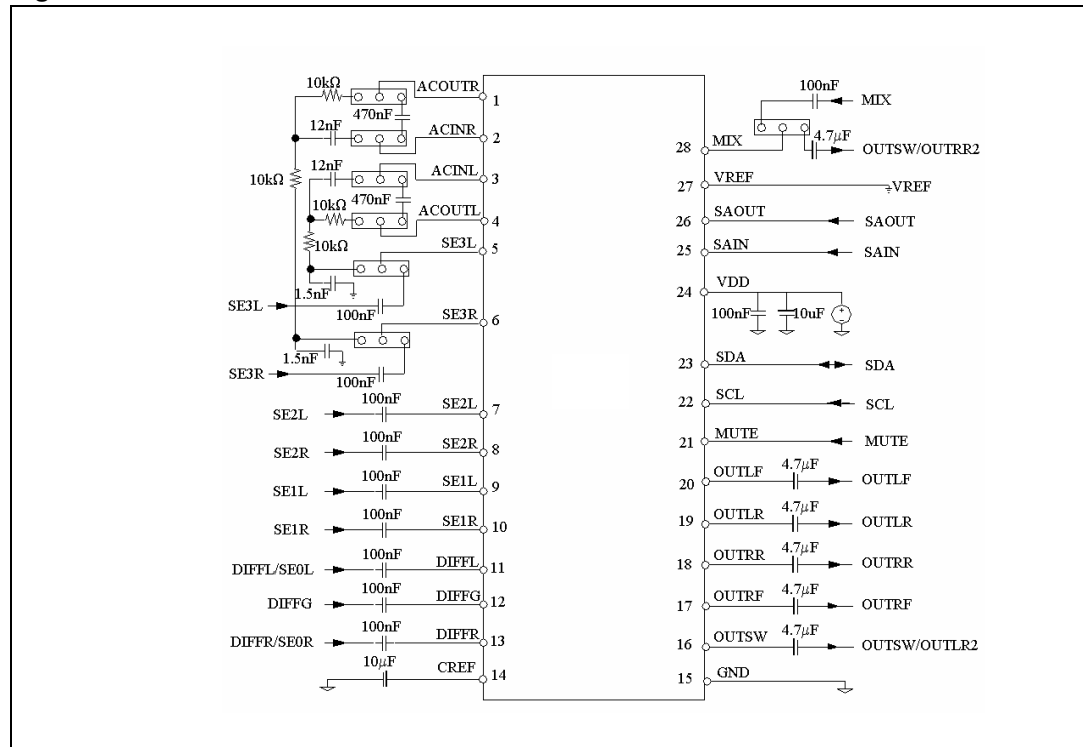 10kΩ
ACOUTR
1
470nF
12nF
ACINR
2
12nF
ACINL
3
10kΩ
470nF
10kΩ
ACOUTL
4
10kΩ
SE3L
5
1.5nF
SE3L
100nF
SE3R
6
1.5nF
SE3R
100nF
100nF
SE2L
SE2L
7
100nF
SE2R
SE2R
8
100nF
SE1L
SE1L
9
100nF
SE1R
SE1R
10
100nF
DIFFL/SE0L
DIFFL
11
100nF
DIFFG
DIFFG
12
100nF
DIFFR/SE0R
DIFFR
13
10μF
CREF
14
100nF
MIX
4.7μF
28
MIX
OUTSW/OUTRR2
27
VREF
VREF
26
SAOUT
SAOUT
25
SAIN
SAIN
24
VDD
100nF
10uF
+
23
SDA
SDA
22
SCL
SCL
21
MUTE
MUTE
20
OUTLF
4.7μF
OUTLF
19
OUTLR
4.7μF
OUTLR
18
OUTRR
4.7μF
OUTRR
17
OUTRF
4.7μF
OUTRF
16
OUTSW
4.7μF
OUTSW/OUTLR2
15
GND